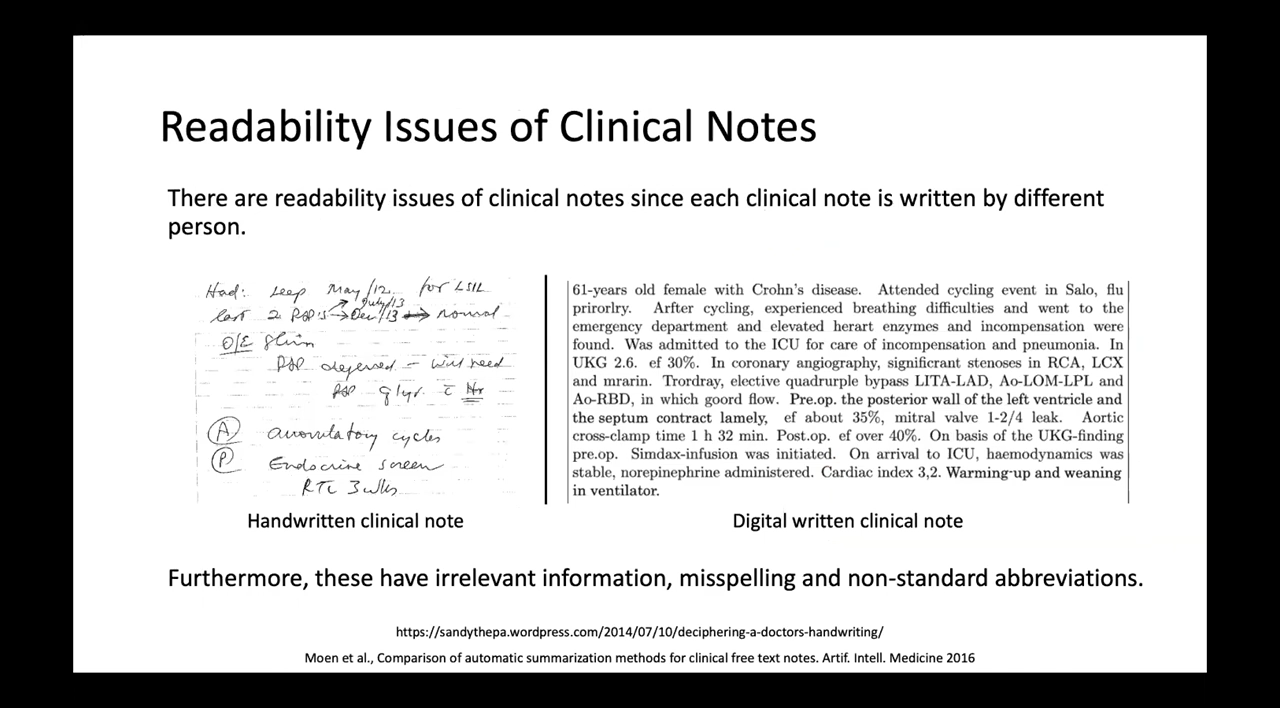 Readability Issues of Clinical Notes
There are readability issues of clinical notes since each clinical note is written by different
person.
Had: Leep May/12 for LSIL
July/13
last 2 PAP's → Dec/13 → normal
O/E
PAP deferred - will need
PAP
(A) anovulatory cycles
(P) Endocrine screen
RTC 3 wks
Handwritten clinical note
61-years old female with Crohn's disease. Attended cycling event in Salo, flu
prirorlry. Arfter cycling, experienced breathing difficulties and went to the
emergency department and elevated herart enzymes and incompensation were
found. Was admitted to the ICU for care of incompensation and pneumonia. In
UKG 2.6. ef 30%. In coronary angiography, significant stenoses in RCA, LCX
and mrarin. Trordray, elective quadrurple bypass LITA-LAD, Ao-LOM-LPL and
Ao-RBD, in which goord flow. Pre.op. the posterior wall of the left ventricle and
the septum contract lamely, ef about 35%, mitral valve 1-2/4 leak. Aortic
cross-clamp time 1 h 32 min. Post.op. ef over 40%. On basis of the UKG-finding
pre.op. Simdax-infusion was initiated. On arrival to ICU, haemodynamics was
stable, norepinephrine administered. Cardiac index 3,2. Warming-up and weaning
in ventilator.
Digital written clinical note
Furthermore, these have irrelevant information, misspelling and non-standard abbreviations.
https://sandythepa.wordpress.com/2014/07/10/deciphering-a-doctors-handwriting/
Moen et al., Comparison of automatic summarization methods for clinical free text notes. Artif. Intell. Medicine 2016